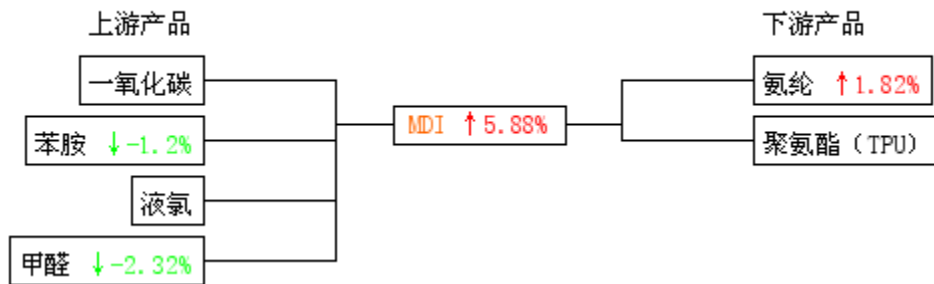 上游产品
下游产品
一氧化碳
氨纶 ↑1.82%
苯胺 ↓-1.2%
MDI ↑5.88%
聚氨酯（TPU）
液氯
甲醛 ↓-2.32%